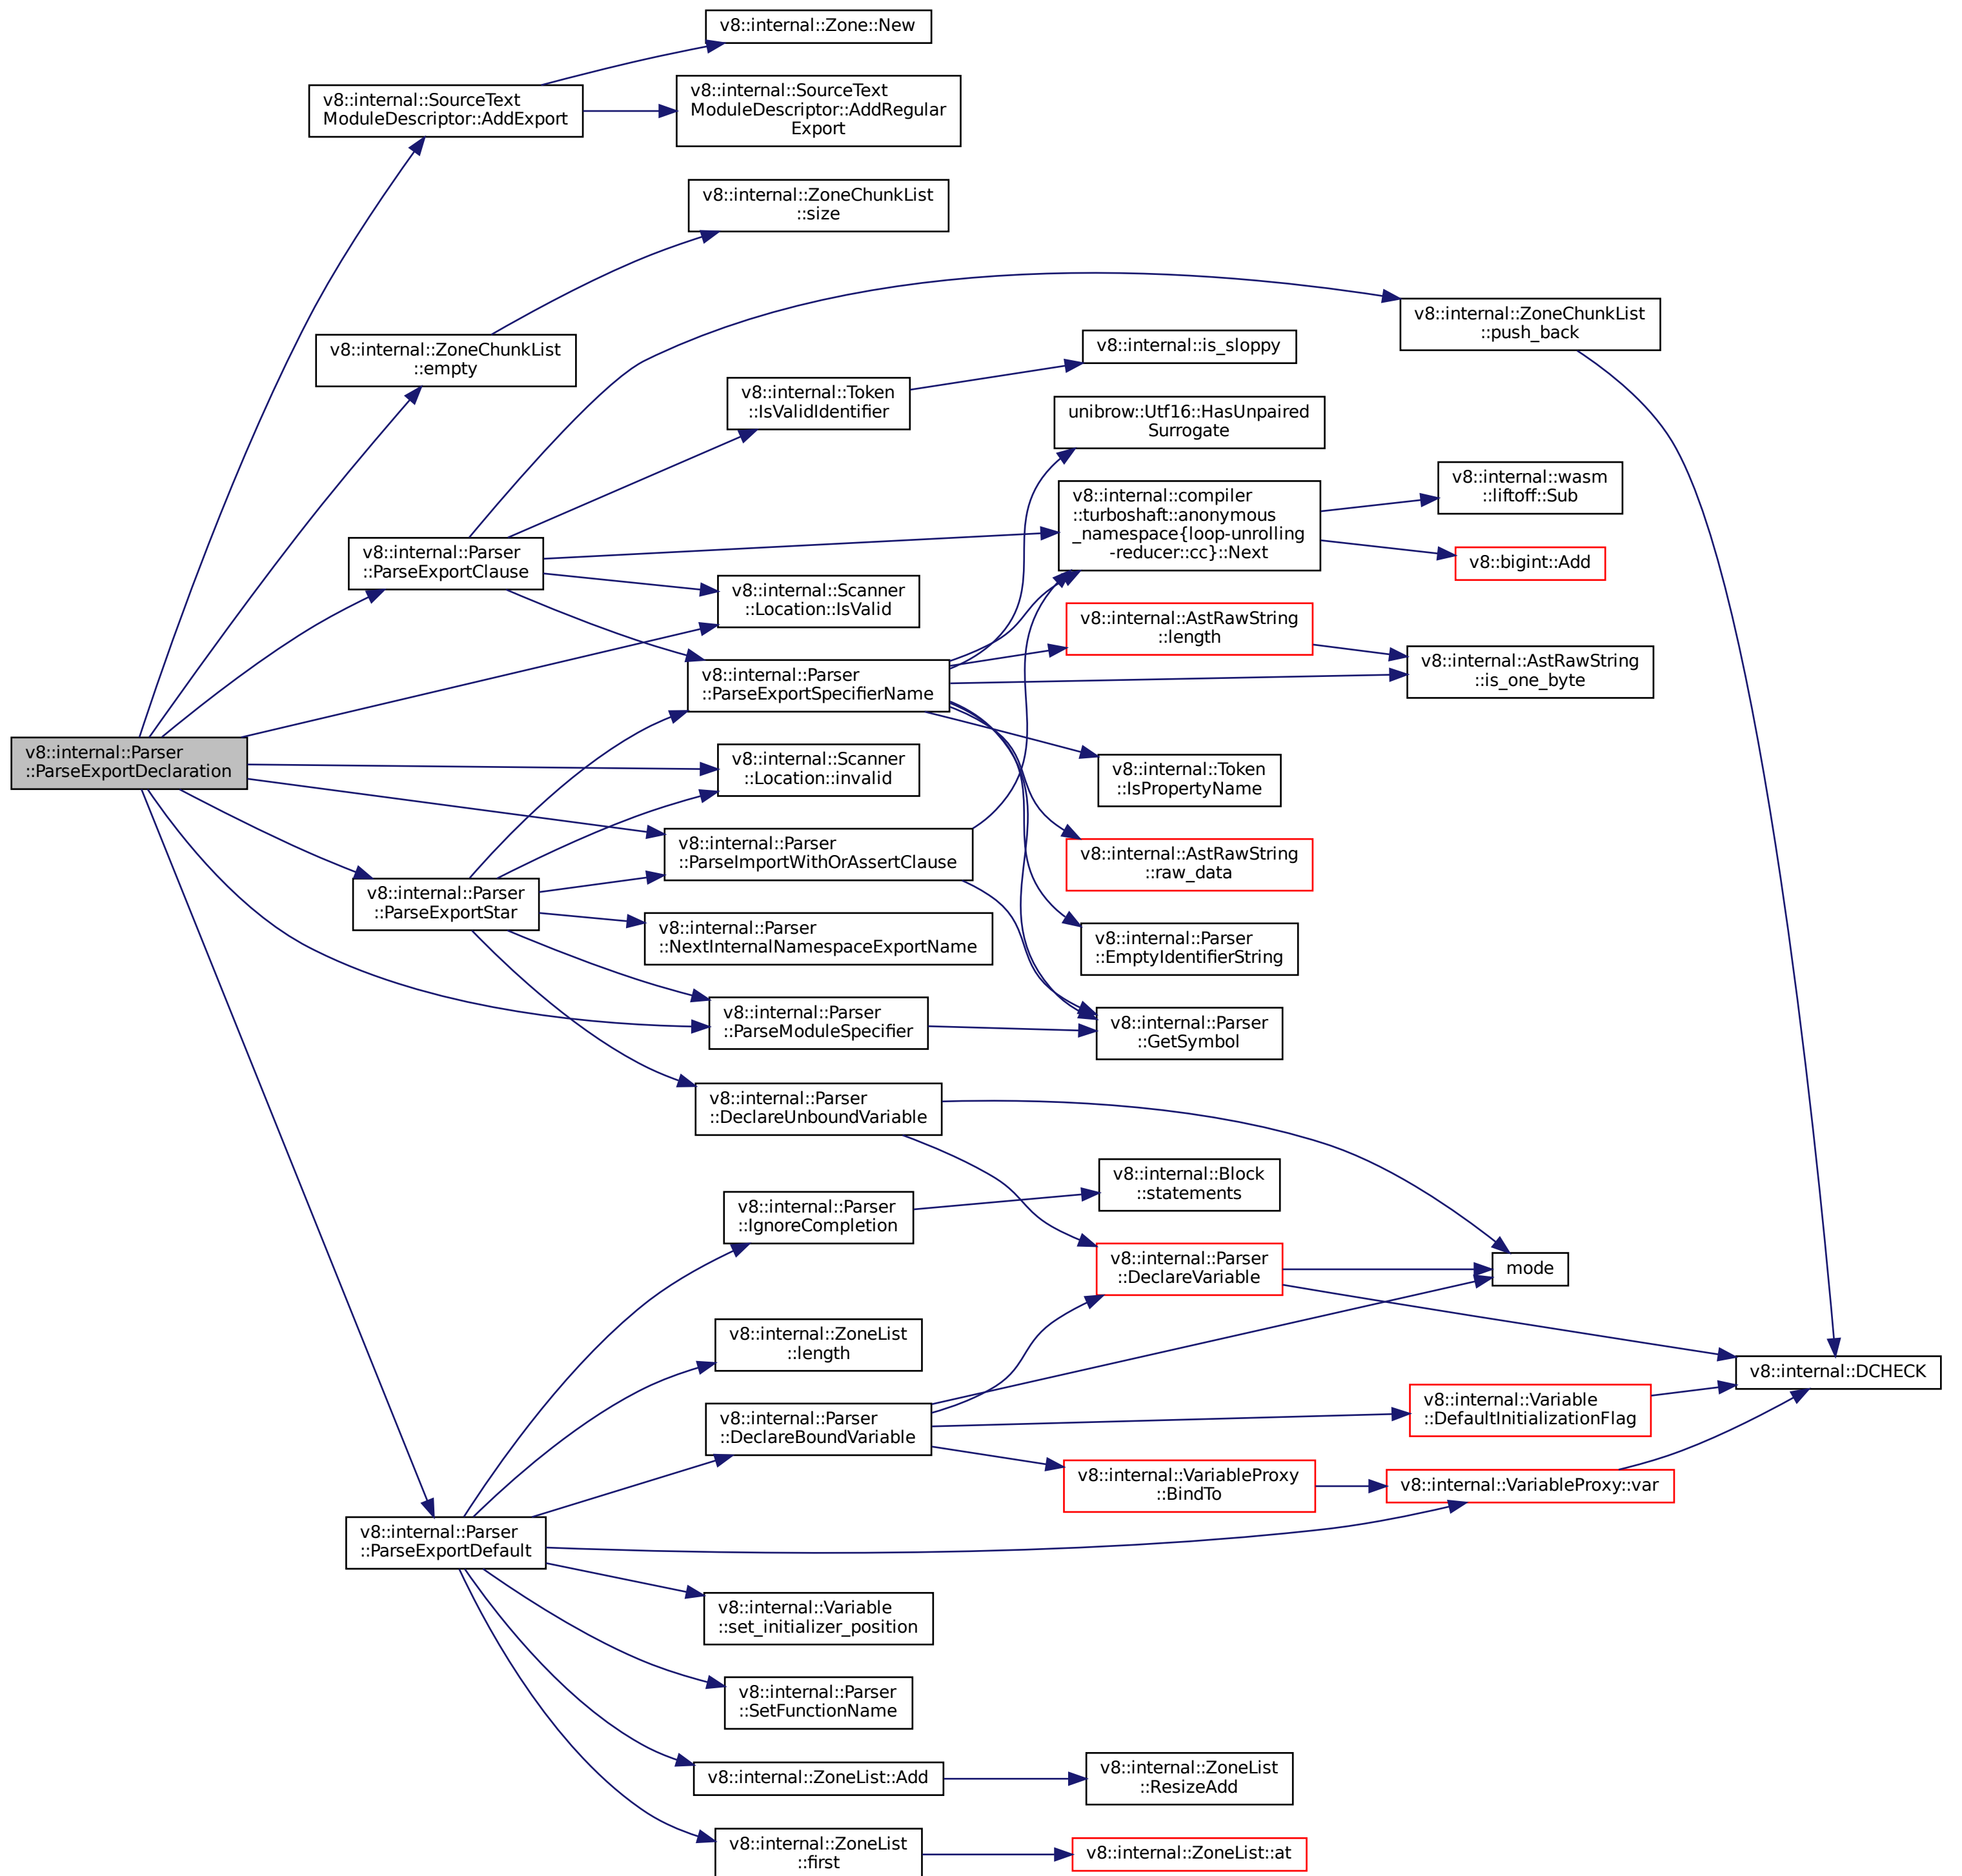 v8::internal::Zone::New
v8::internal::SourceText
ModuleDescriptor::AddExport
v8::internal::SourceText
ModuleDescriptor::AddRegular
Export
v8::internal::ZoneChunkList
::size
v8::internal::ZoneChunkList
::push_back
v8::internal::ZoneChunkList
::empty
v8::internal::is_sloppy
v8::internal::Token
::IsValidIdentifier
unibrow::Utf16::HasUnpaired
Surrogate
v8::internal::compiler
::turboshaft::anonymous
_namespace{loop-unrolling
-reducer::cc}::Next
v8::internal::wasm
::liftoff::Sub
v8::bigint::Add
v8::internal::Parser
::ParseExportClause
v8::internal::Scanner
::Location::IsValid
v8::internal::AstRawString
::length
v8::internal::AstRawString
::is_one_byte
v8::internal::Parser
::ParseExportSpecifierName
v8::internal::Parser
::ParseExportDeclaration
v8::internal::Scanner
::Location::invalid
v8::internal::Token
::IsPropertyName
v8::internal::Parser
::ParseImportWithOrAssertClause
v8::internal::AstRawString
::raw_data
v8::internal::Parser
::ParseExportStar
v8::internal::Parser
::NextInternalNamespaceExportName
v8::internal::Parser
::EmptyIdentifierString
v8::internal::Parser
::ParseModuleSpecifier
v8::internal::Parser
::GetSymbol
v8::internal::Parser
::DeclareUnboundVariable
v8::internal::Block
::statements
v8::internal::Parser
::IgnoreCompletion
v8::internal::Parser
::DeclareVariable
mode
v8::internal::ZoneList
::length
v8::internal::DCHECK
v8::internal::Parser
::DeclareBoundVariable
v8::internal::Variable
::DefaultInitializationFlag
v8::internal::VariableProxy
::BindTo
v8::internal::VariableProxy::var
v8::internal::Parser
::ParseExportDefault
v8::internal::Variable
::set_initializer_position
v8::internal::Parser
::SetFunctionName
v8::internal::ZoneList::Add
v8::internal::ZoneList
::ResizeAdd
v8::internal::ZoneList
::first
v8::internal::ZoneList::at